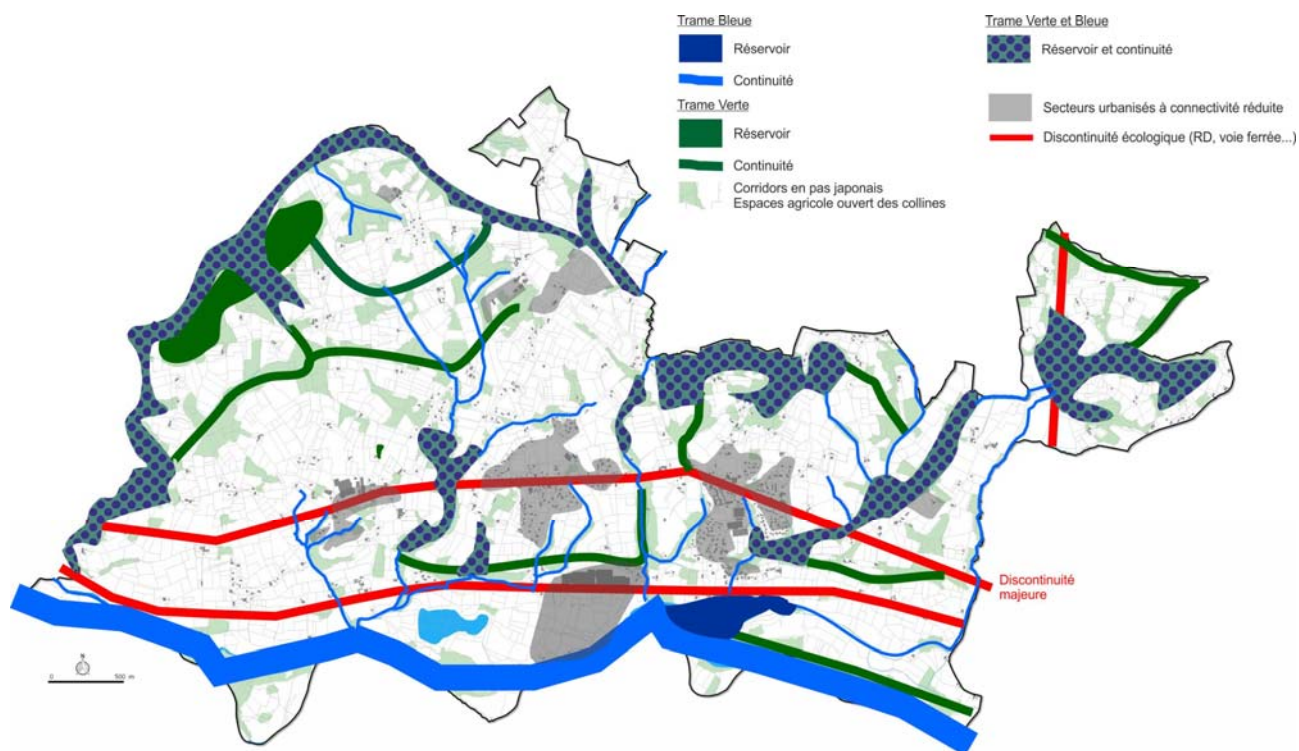 Trame Bleue
Réservoir
Continuité
Trame Verte
Réservoir
Continuité
Corridors en pas japonais
Espaces agricole ouvert des collines
Trame Verte et Bleue
Réservoir et continuité
Secteurs urbanisés à connectivité réduite
Discontinuité écologique (RD, voie ferrée...)
Discontinuité
majeure
N
0 500 m